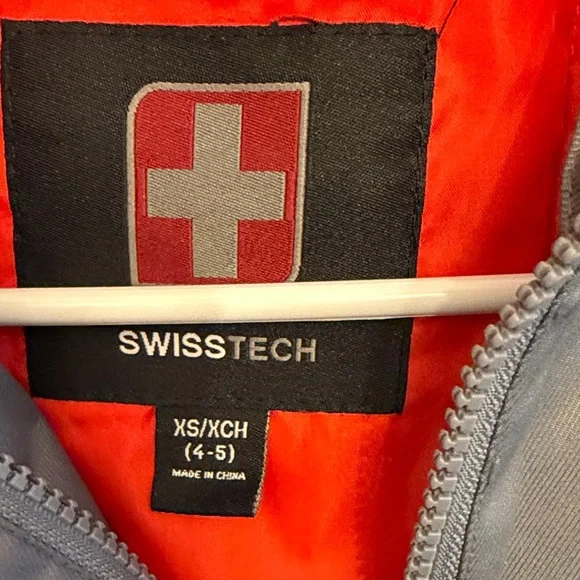 SWISSTECH
XS/XCH
(4-5)
MADE IN CHINA